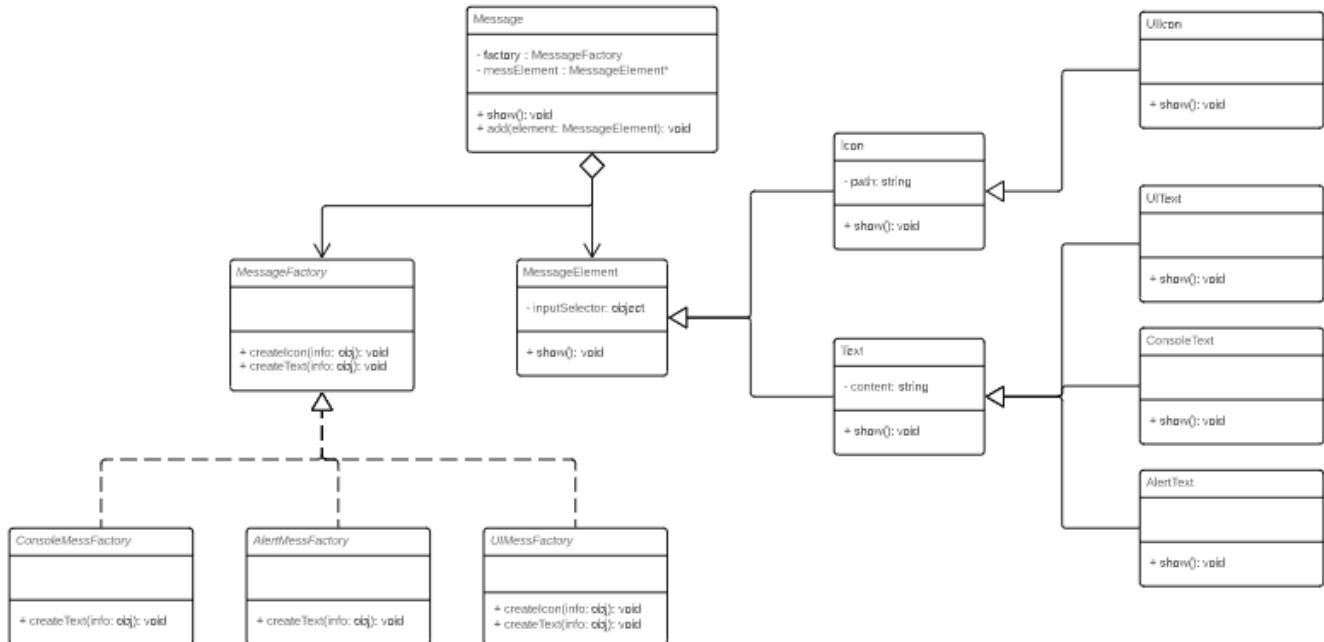 Message
- factory : MessageFactory
- messElement : MessageElement*
+ show(): void
+ add(element: MessageElement): void
UIIcon
+ show(): void
Icon
- path: string
+ show(): void
UIText
+ show(): void
MessageFactory
+ createIcon(info: obj): void
+ createText(info: obj): void
MessageElement
- inputSelector: object
+ show(): void
Text
- content: string
+ show(): void
ConsoleText
+ show(): void
AlertText
+ show(): void
ConsoleMessFactory
+ createText(info: obj): void
AlertMessFactory
+ createText(info: obj): void
UIMessFactory
+ createIcon(info: obj): void
+ createText(info: obj): void